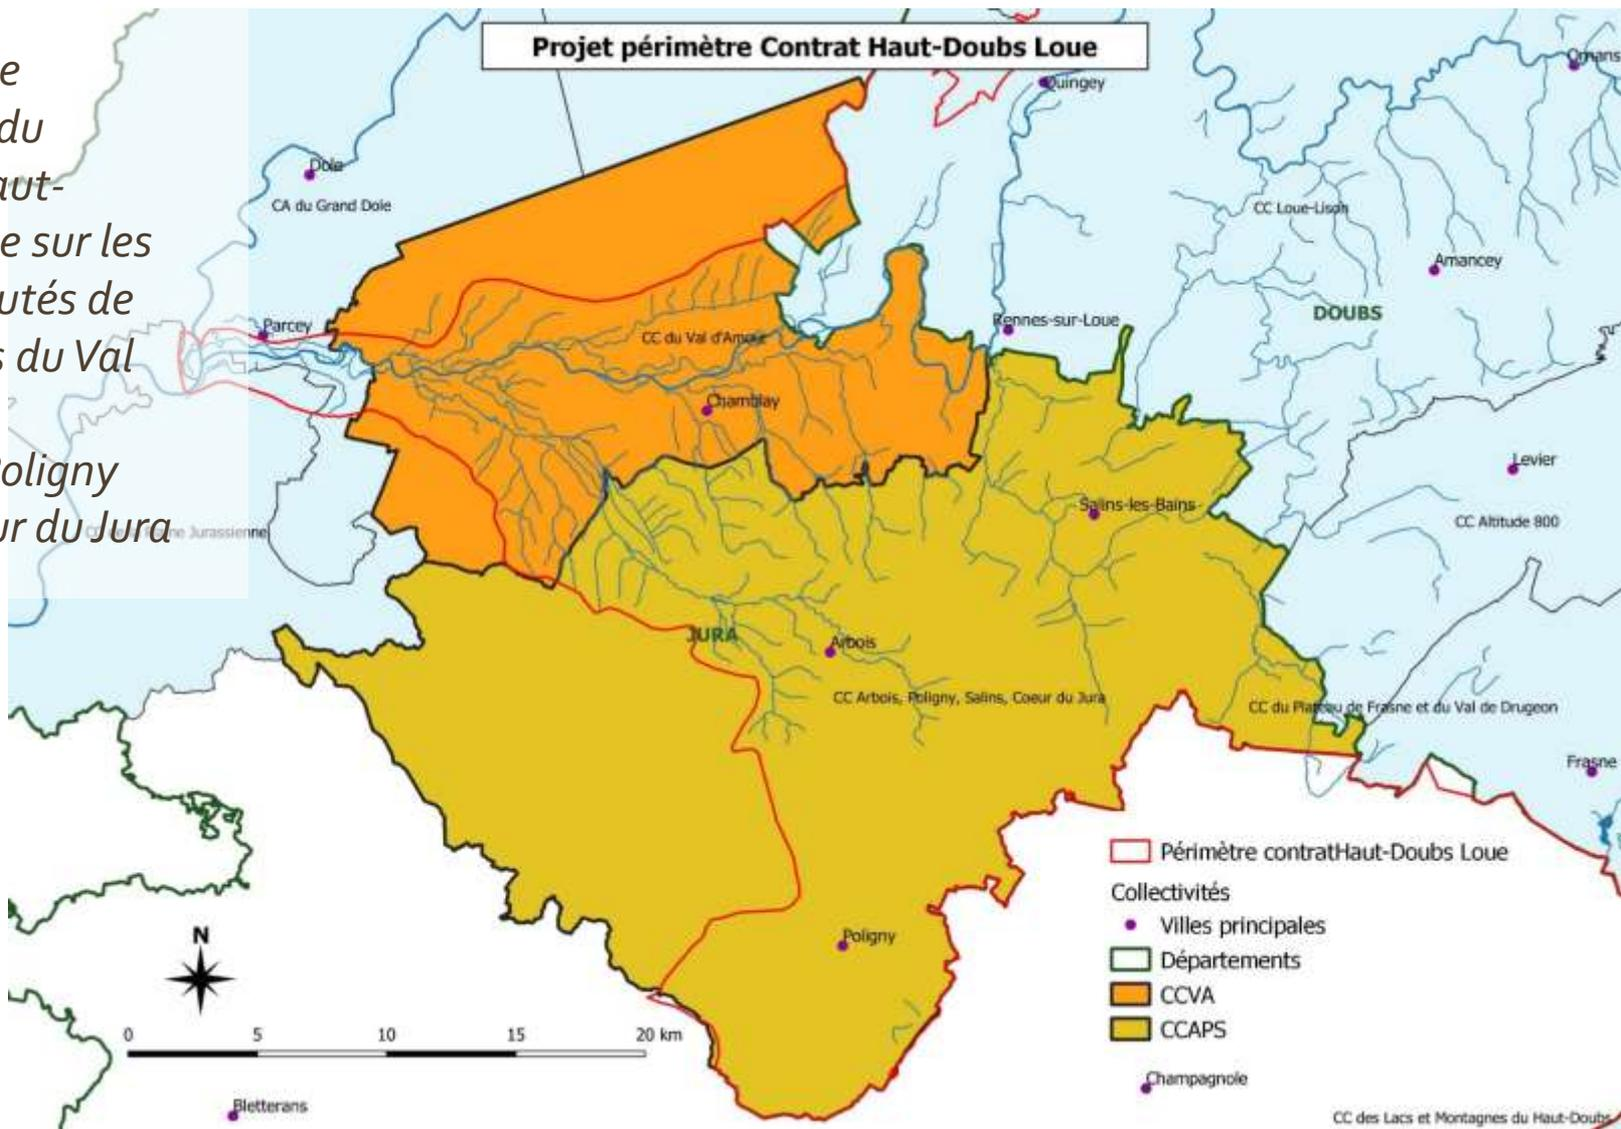 Projet périmètre Contrat Haut-Doubs Loue
e
du
aut-
e sur les
utés de
s du Val
Poligny
ur du Jura
Ornans
Quingey
Dole
CA du Grand Dole
CC Loue-Lison
Amancey
DOUBS
Parcey
Rennes-sur-Loue
CC du Val d'Amour
Chamblay
Levier
Salins-les-Bains
CC Altitude 800
Jurassienne
JURA
Arbois
CC Arbois, Poligny, Salins, Coeur du Jura
CC du Plateau de Frasne et du Val de Drugeon
Frasne
Périmètre contratHaut-Doubs Loue
Collectivités
Villes principales
Départements
CCVA
CCAPS
Poligny
N
0 5 10 15 20 km
Champagnole
Bletterans
CC des Lacs et Montagnes du Haut-Doubs